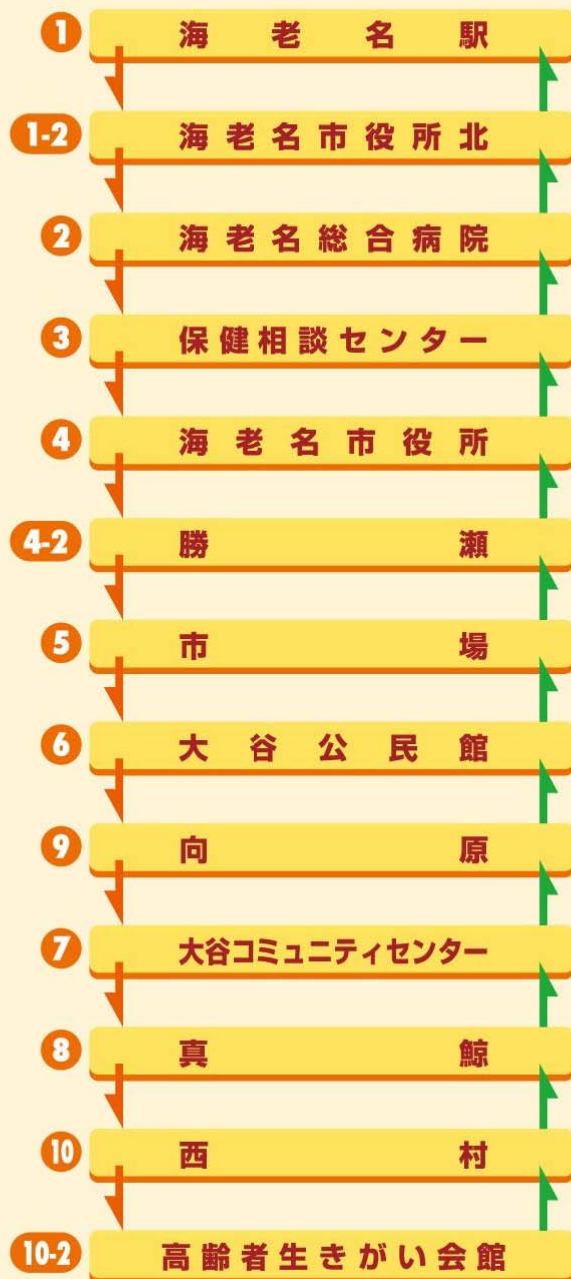 1 海老名駅
1-2 海老名市役所北
2 海老名総合病院
3 保健相談センター
4 海老名市役所
4-2 勝瀬
5 市場
6 大谷公民館
9 向原
7 大谷コミュニティセンター
8 真鯨
10 西村
10-2 高齢者生きがい会館